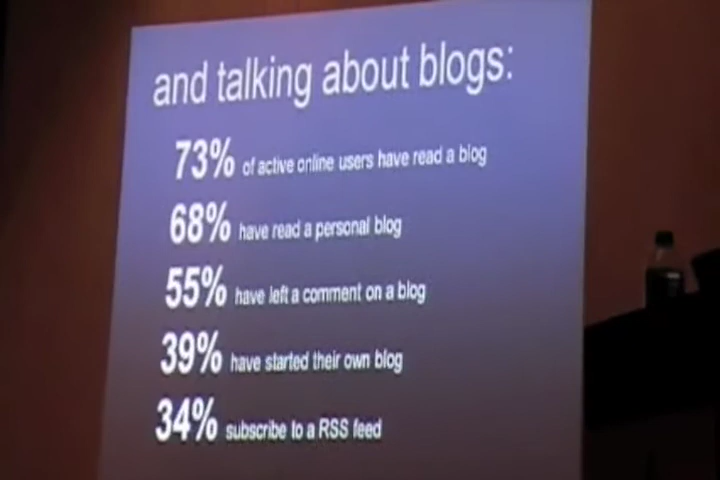 and talking about blogs:
73% of active online users have read a blog
68% have read a personal blog
55% have left a comment on a blog
39% have started their own blog
34% subscribe to a RSS feed